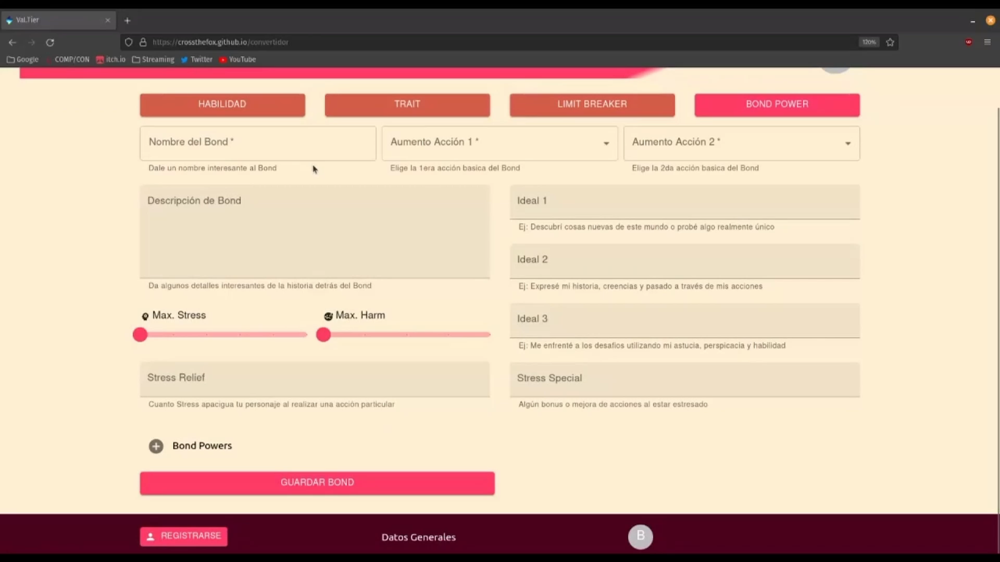 Val.Tier
https://crossthefox.github.io/convertidor
120%
Google
COMP/CON
itch.io
Streaming
Twitter
YouTube
HABILIDAD
TRAIT
LIMIT BREAKER
BOND POWER
Nombre del Bond *
Aumento Acción 1 *
Aumento Acción 2 *
Dale un nombre interesante al Bond
Elige la 1era acción basica del Bond
Elige la 2da acción basica del Bond
Descripción de Bond
Ideal 1
Ej: Descubrí cosas nuevas de este mundo o probé algo realmente único
Ideal 2
Da algunos detalles interesantes de la historia detrás del Bond
Ej: Expresé mi historia, creencias y pasado a través de mis acciones
Max. Stress
Max. Harm
Ideal 3
Ej: Me enfrenté a los desafios utilizando mi astucia, perspicacia y habilidad
Stress Relief
Stress Special
Cuanto Stress apacigua tu personaje al realizar una acción particular
Algún bonus o mejora de acciones al estar estresado
Bond Powers
GUARDAR BOND
REGISTRARSE
Datos Generales
B